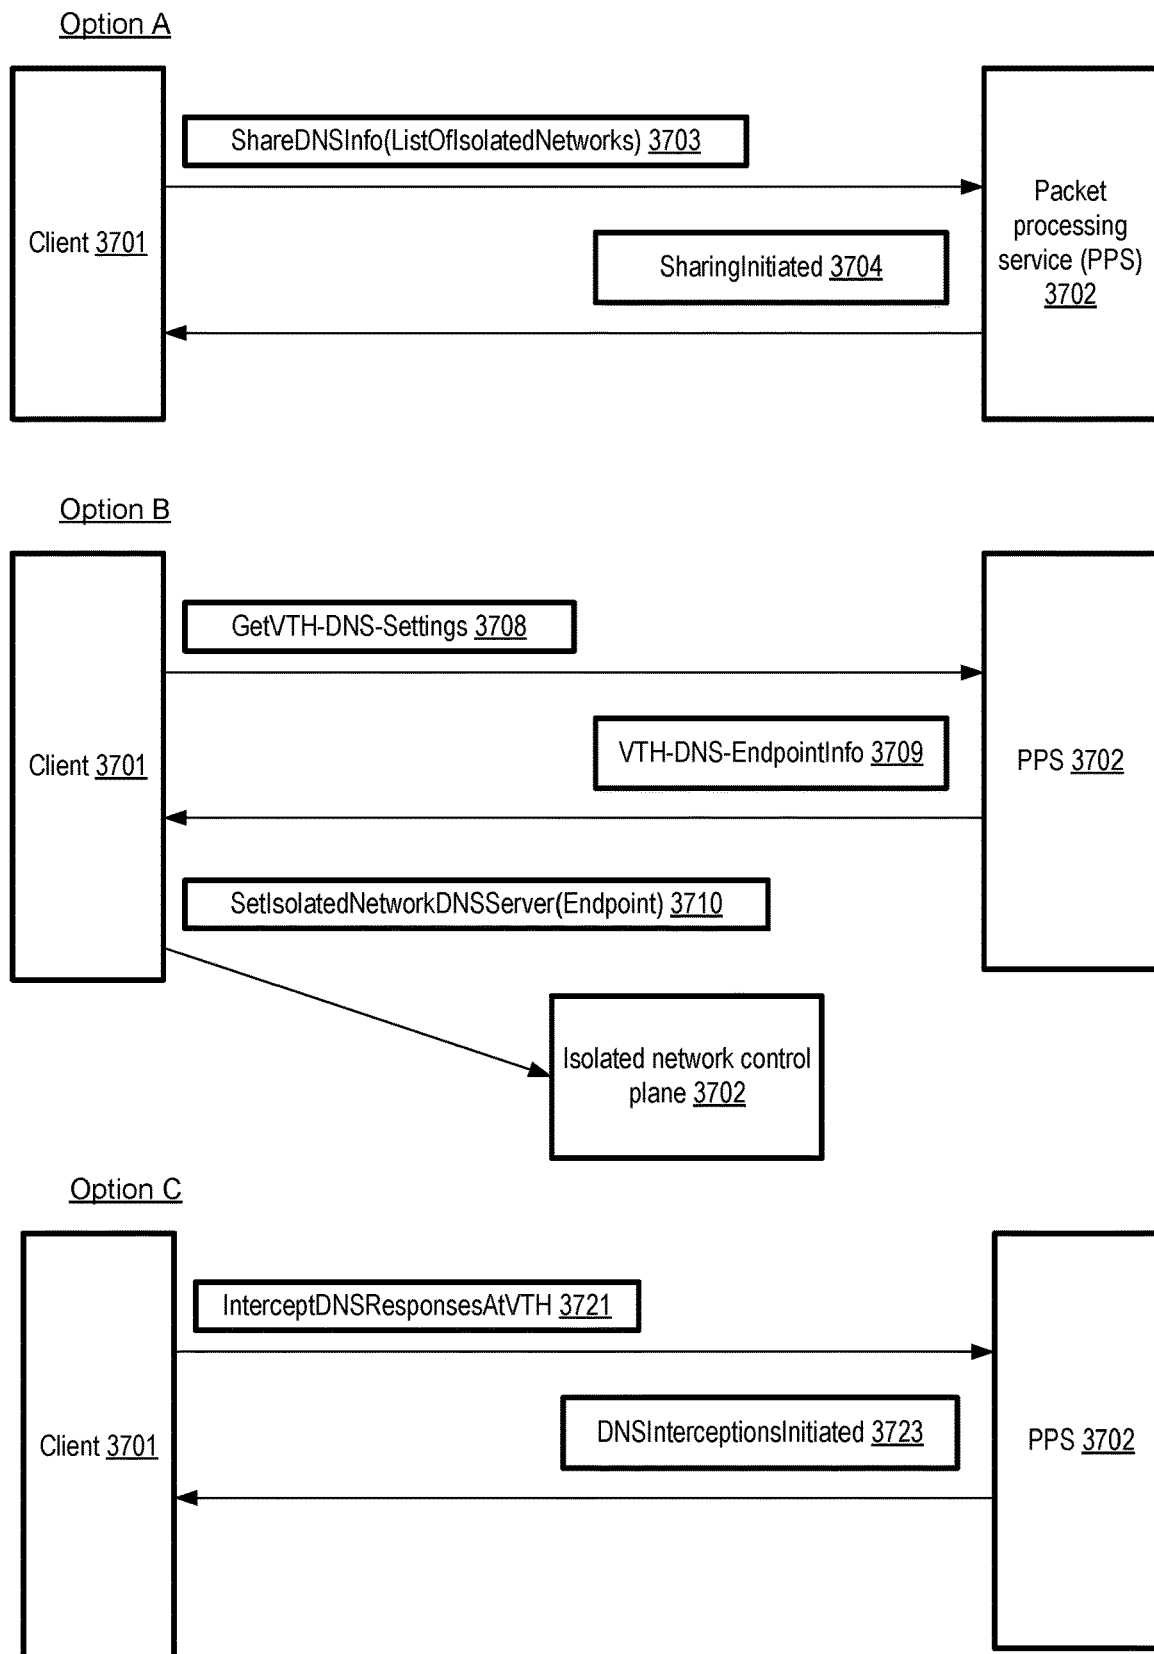 Option A
ShareDNSInfo(ListOfIsolatedNetworks) 3703
Client 3701
SharingInitiated 3704
Packet
processing
service (PPS)
3702
Option B
GetVTH-DNS-Settings 3708
Client 3701
VTH-DNS-EndpointInfo 3709
PPS 3702
SetIsolatedNetworkDNSServer(Endpoint) 3710
Isolated network control
plane 3702
Option C
InterceptDNSResponsesAtVTH 3721
Client 3701
DNSInterceptionsInitiated 3723
PPS 3702